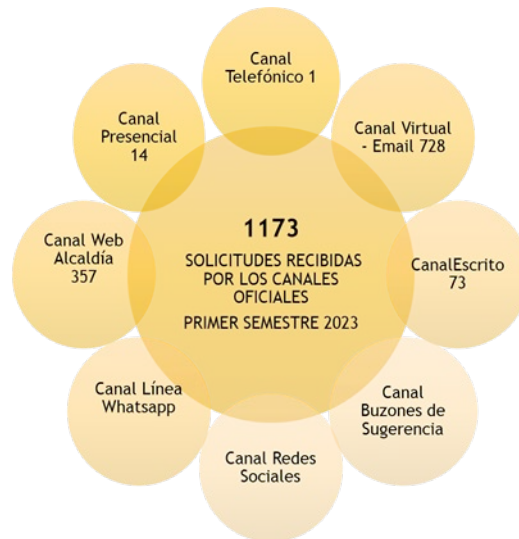 Canal
Telefónico 1
Canal Virtual
- Email 728
CanalEscrito
73
Canal
Buzones de
Sugerencia
Canal Redes
Sociales
Canal Línea
Whatsapp
Canal Web
Alcaldía
357
Canal
Presencial
14
1173
SOLICITUDES RECIBIDAS
POR LOS CANALES
OFICIALES
PRIMER SEMESTRE 2023